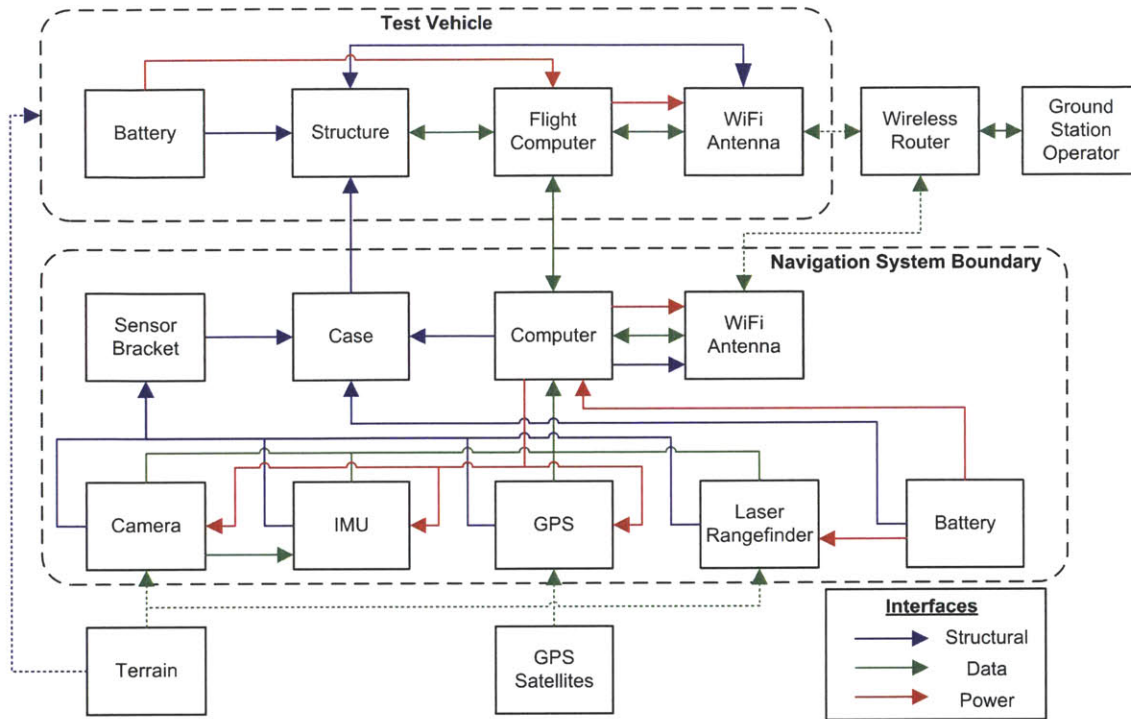 Test Vehicle
Battery
Structure
Flight
Computer
WiFi
Antenna
Wireless
Router
Ground
Station
Operator
Navigation System Boundary
Sensor
Bracket
Case
Computer
WiFi
Antenna
Camera
IMU
GPS
Laser
Rangefinder
Battery
Terrain
GPS
Satellites
Interfaces
Structural
Data
Power